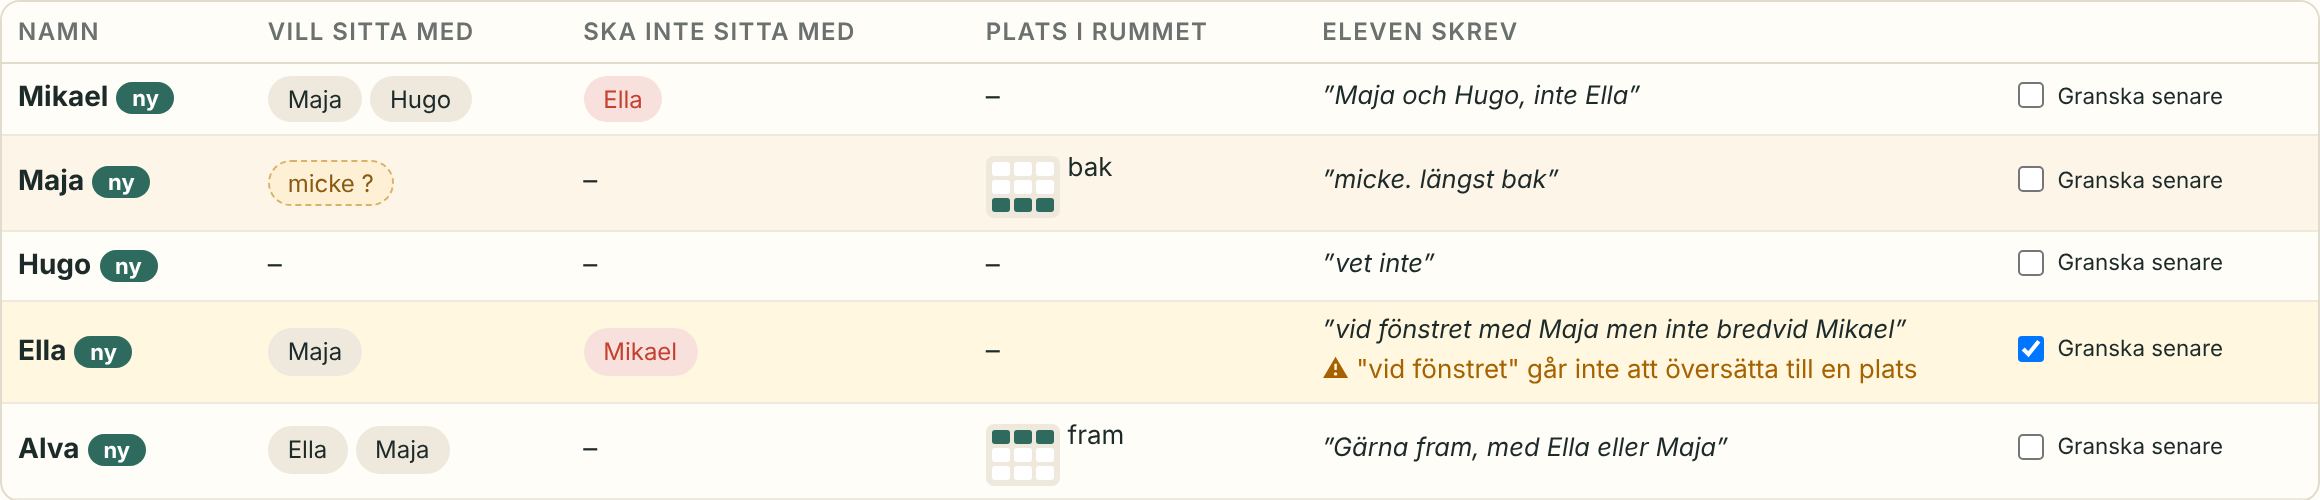 NAMN VILL SITTA MED SKA INTE SITTA MED PLATS I RUMMET ELEVEN SKREV
Mikael ny Maja Hugo Ella – ”Maja och Hugo, inte Ella” Granska senare
Maja ny micke ? – bak ”micke. längst bak” Granska senare
Hugo ny – – – ”vet inte” Granska senare
Ella ny Maja Mikael – ”vid fönstret med Maja men inte bredvid Mikael” Granska senare
⚠ "vid fönstret" går inte att översätta till en plats
Alva ny Ella Maja – fram ”Gärna fram, med Ella eller Maja” Granska senare